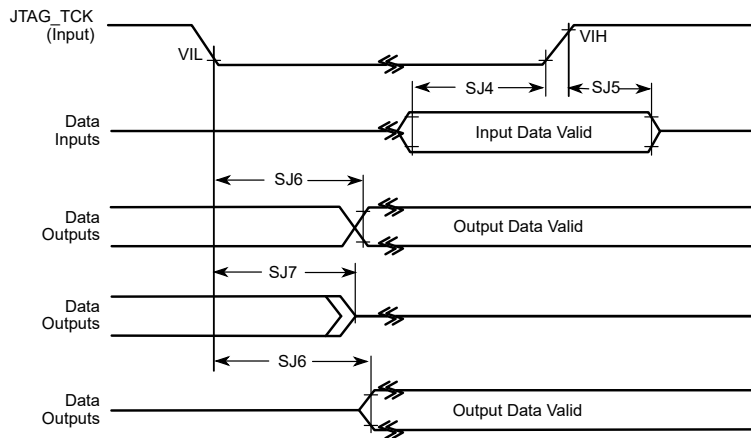 JTAG_TCK
(Input)
VIL
VIH
SJ4
SJ5
Data
Inputs
Input Data Valid
SJ6
Data
Outputs
Output Data Valid
SJ7
Data
Outputs
SJ6
Data
Outputs
Output Data Valid